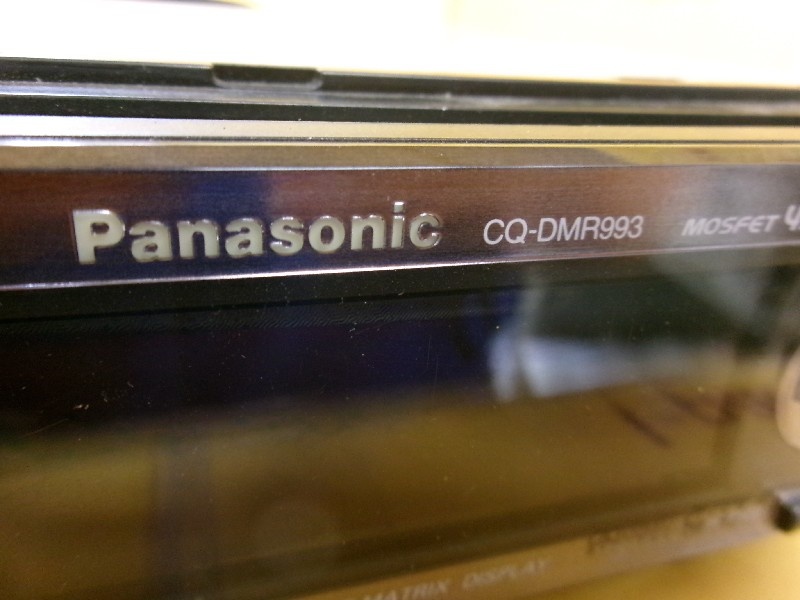 Panasonic CQ-DMR993 MOSFET
MATRIX DISPLAY